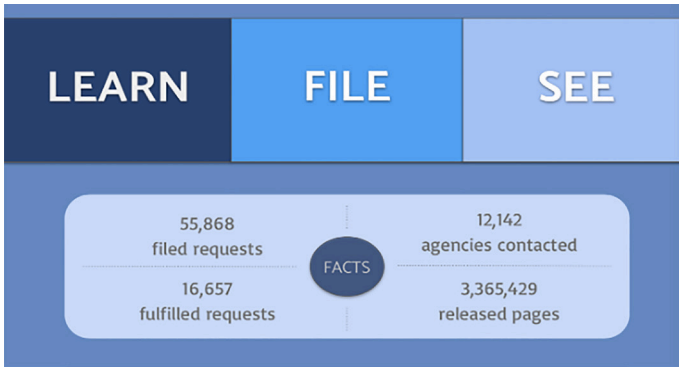 LEARN
FILE
SEE
55,868
filed requests
12,142
agencies contacted
FACTS
16,657
fulfilled requests
3,365,429
released pages